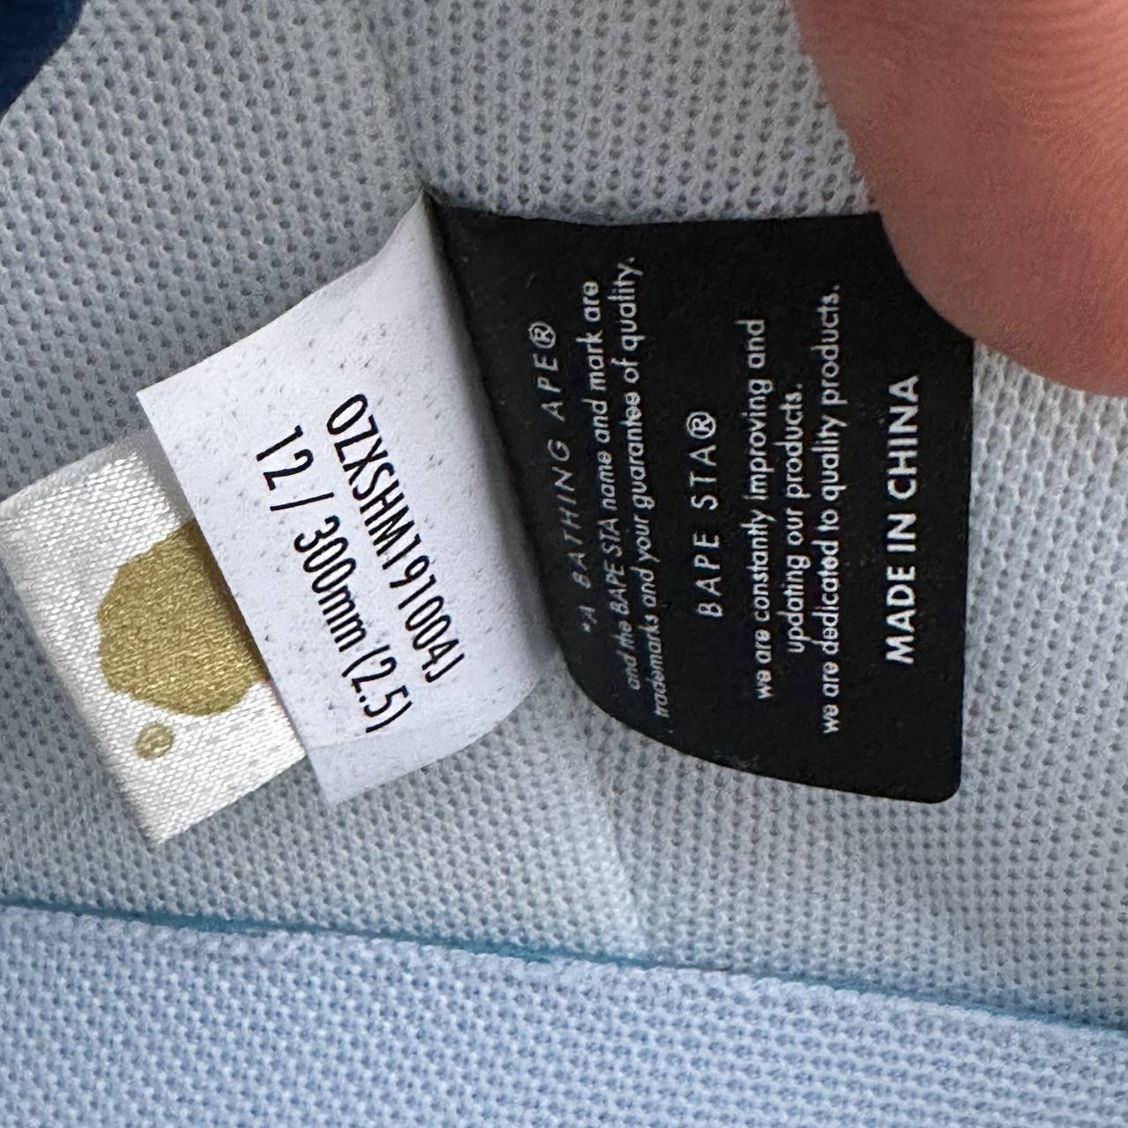 OZXSHM191004J
12 / 300mm (2.5)
"A BATHING APE®
and the BAPE STA name and mark are
trademarks and your guarantee of quality.
BAPE STA®
we are constantly improving and
updating our products.
we are dedicated to quality products.
MADE IN CHINA